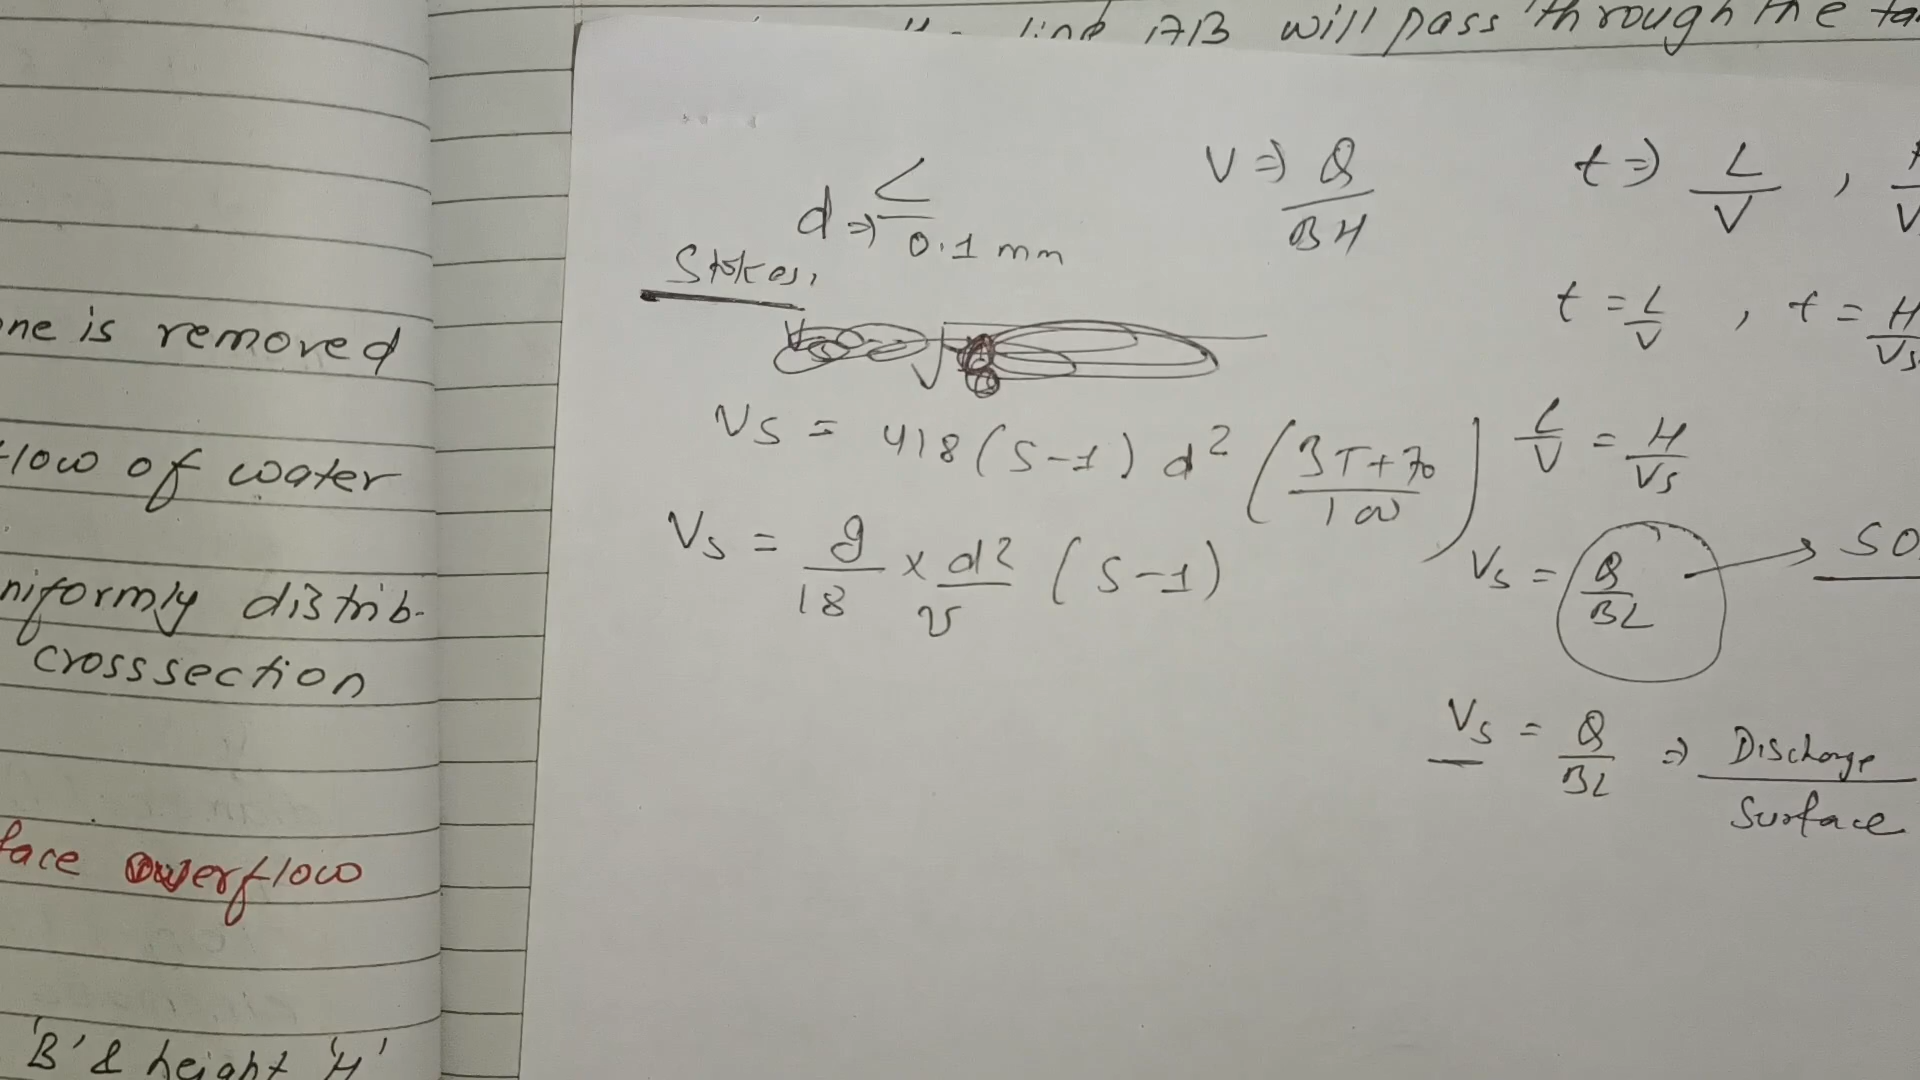 link AB will pass through the
one is removed
flow of water
niformly distrib-
crosssection
face overflow
'B' & height 'H'
d ⇒ < 0.1 mm
Stokes,
Vs = 418 (S-1) d² (3T+70 / 100)
Vs = g/18 × d²/ν (S-1)
V ⇒ Q/BH
t ⇒ L/V ,
t = L/V , t = H/Vs
L/V = H/Vs
Vs = Q/BL → SO
Vs = Q/BL ⇒ Discharge / Surface